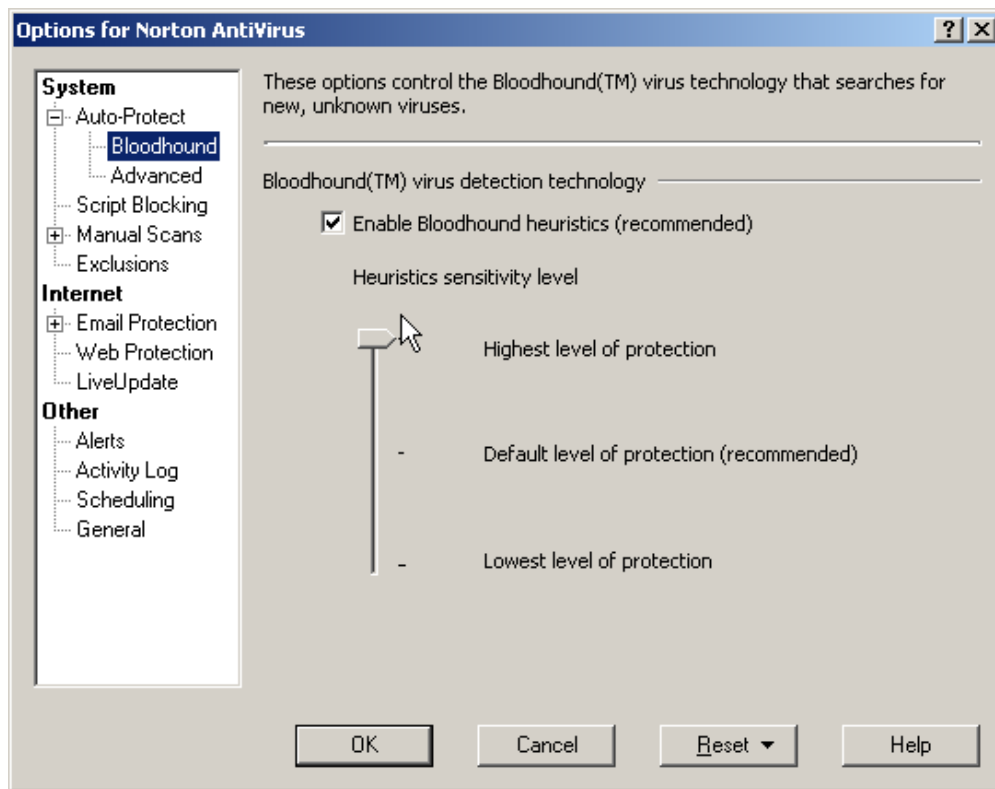 Options for Norton AntiVirus
System
Auto-Protect
Bloodhound
Advanced
Script Blocking
Manual Scans
Exclusions
Internet
Email Protection
Web Protection
LiveUpdate
Other
Alerts
Activity Log
Scheduling
General
These options control the Bloodhound(TM) virus technology that searches for
new, unknown viruses.
Bloodhound(TM) virus detection technology
Enable Bloodhound heuristics (recommended)
Heuristics sensitivity level
Highest level of protection
Default level of protection (recommended)
Lowest level of protection
OK
Cancel
Reset
Help